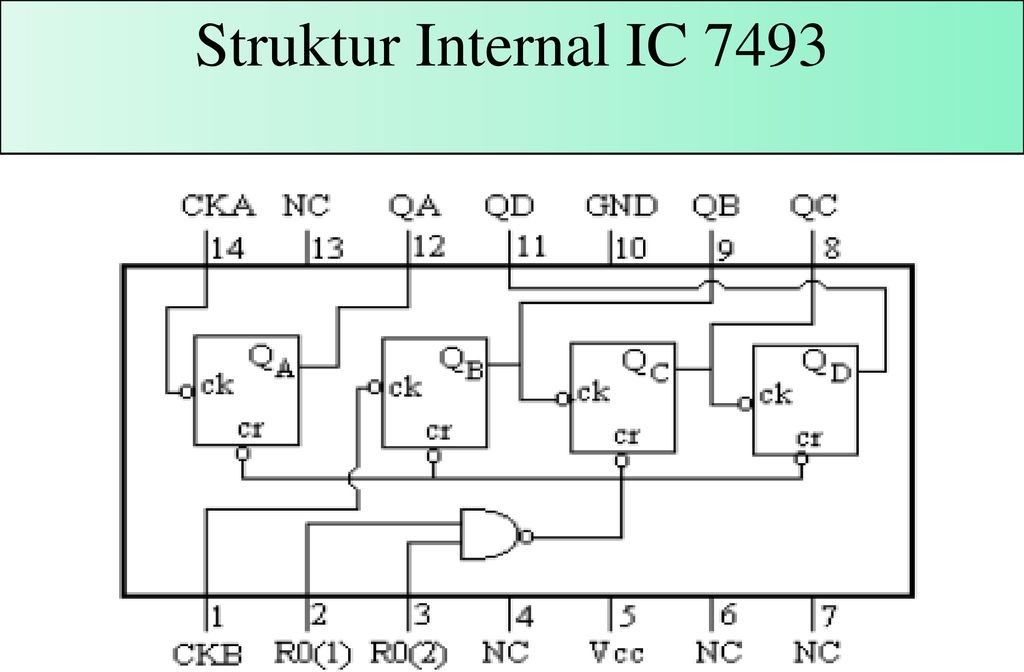 Struktur Internal IC 7493
CKA NC QA QD GND QB QC
14 13 12 11 10 9 8
QA QB QC QD
ck ck ck ck
cr cr cr cr
1 2 3 4 5 6 7
CKB R0(1) R0(2) NC Vcc NC NC